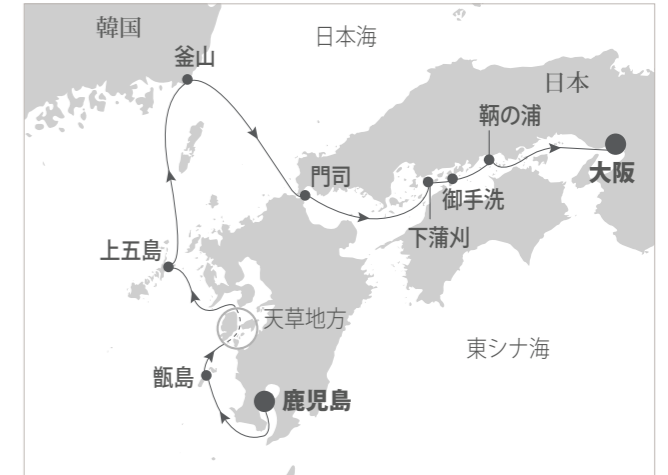 韓国
日本海
釜山
日本
鞆の浦
大阪
門司
御手洗
下蒲刈
上五島
天草地方
東シナ海
甑島
鹿児島